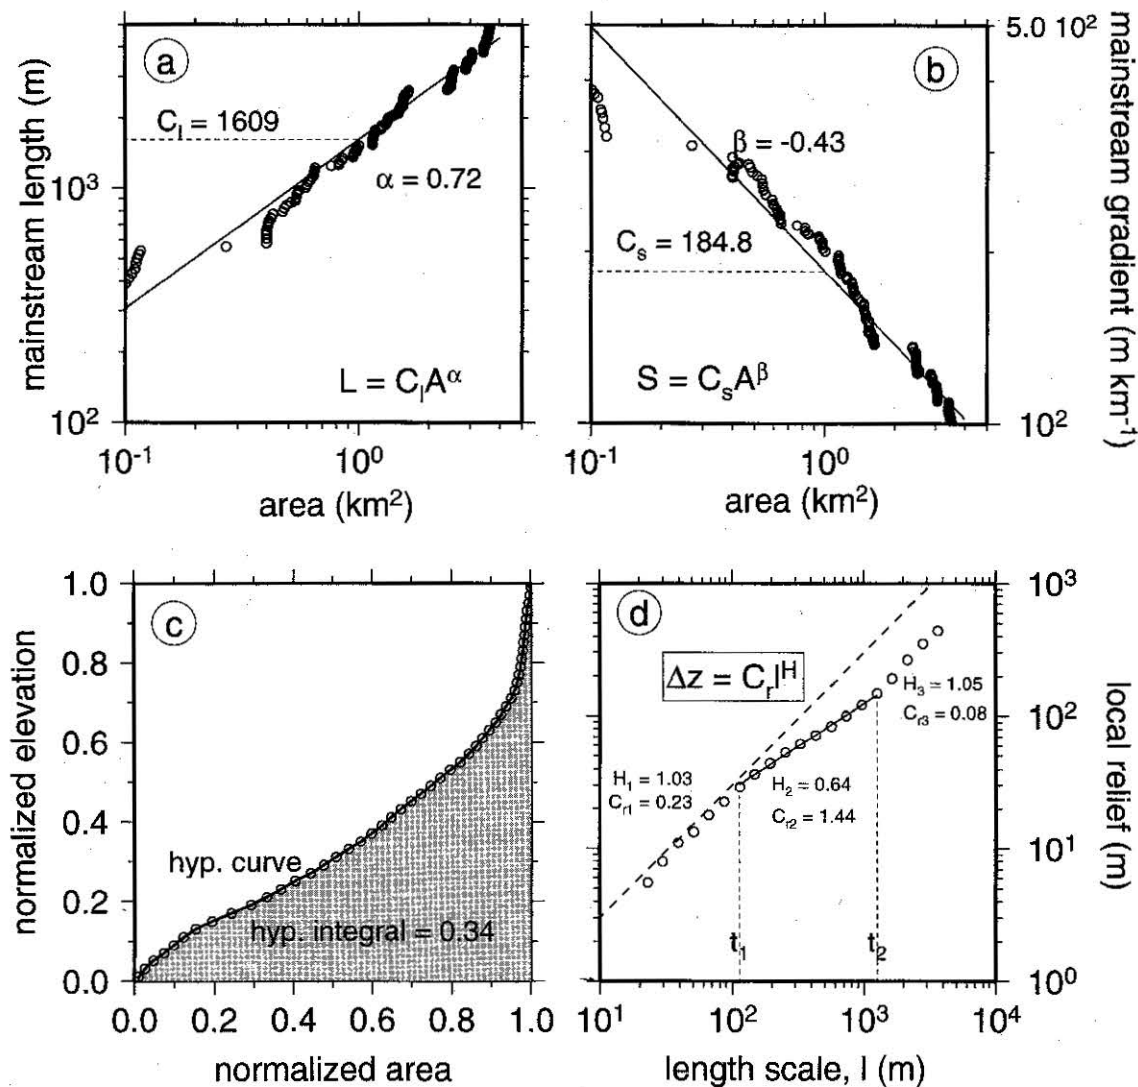 a
C_l = 1609
α = 0.72
L = C_lA^α
mainstream length (m)
10^3
10^2
10^-1
10^0
area (km^2)
b
β = -0.43
C_s = 184.8
S = C_sA^β
5.0 10^2
10^2
mainstream gradient (m km^-1)
10^-1
10^0
area (km^2)
c
hyp. curve
hyp. integral = 0.34
normalized elevation
1.0
0.8
0.6
0.4
0.2
0.0
0.0 0.2 0.4 0.6 0.8 1.0
normalized area
d
Δz = C_rl^H
H_3 = 1.05
C_r3 = 0.08
H_1 = 1.03
C_r1 = 0.23
H_2 = 0.64
C_r2 = 1.44
t_1
t_2
10^3
10^2
10^1
10^0
local relief (m)
10^1 10^2 10^3 10^4
length scale, l (m)